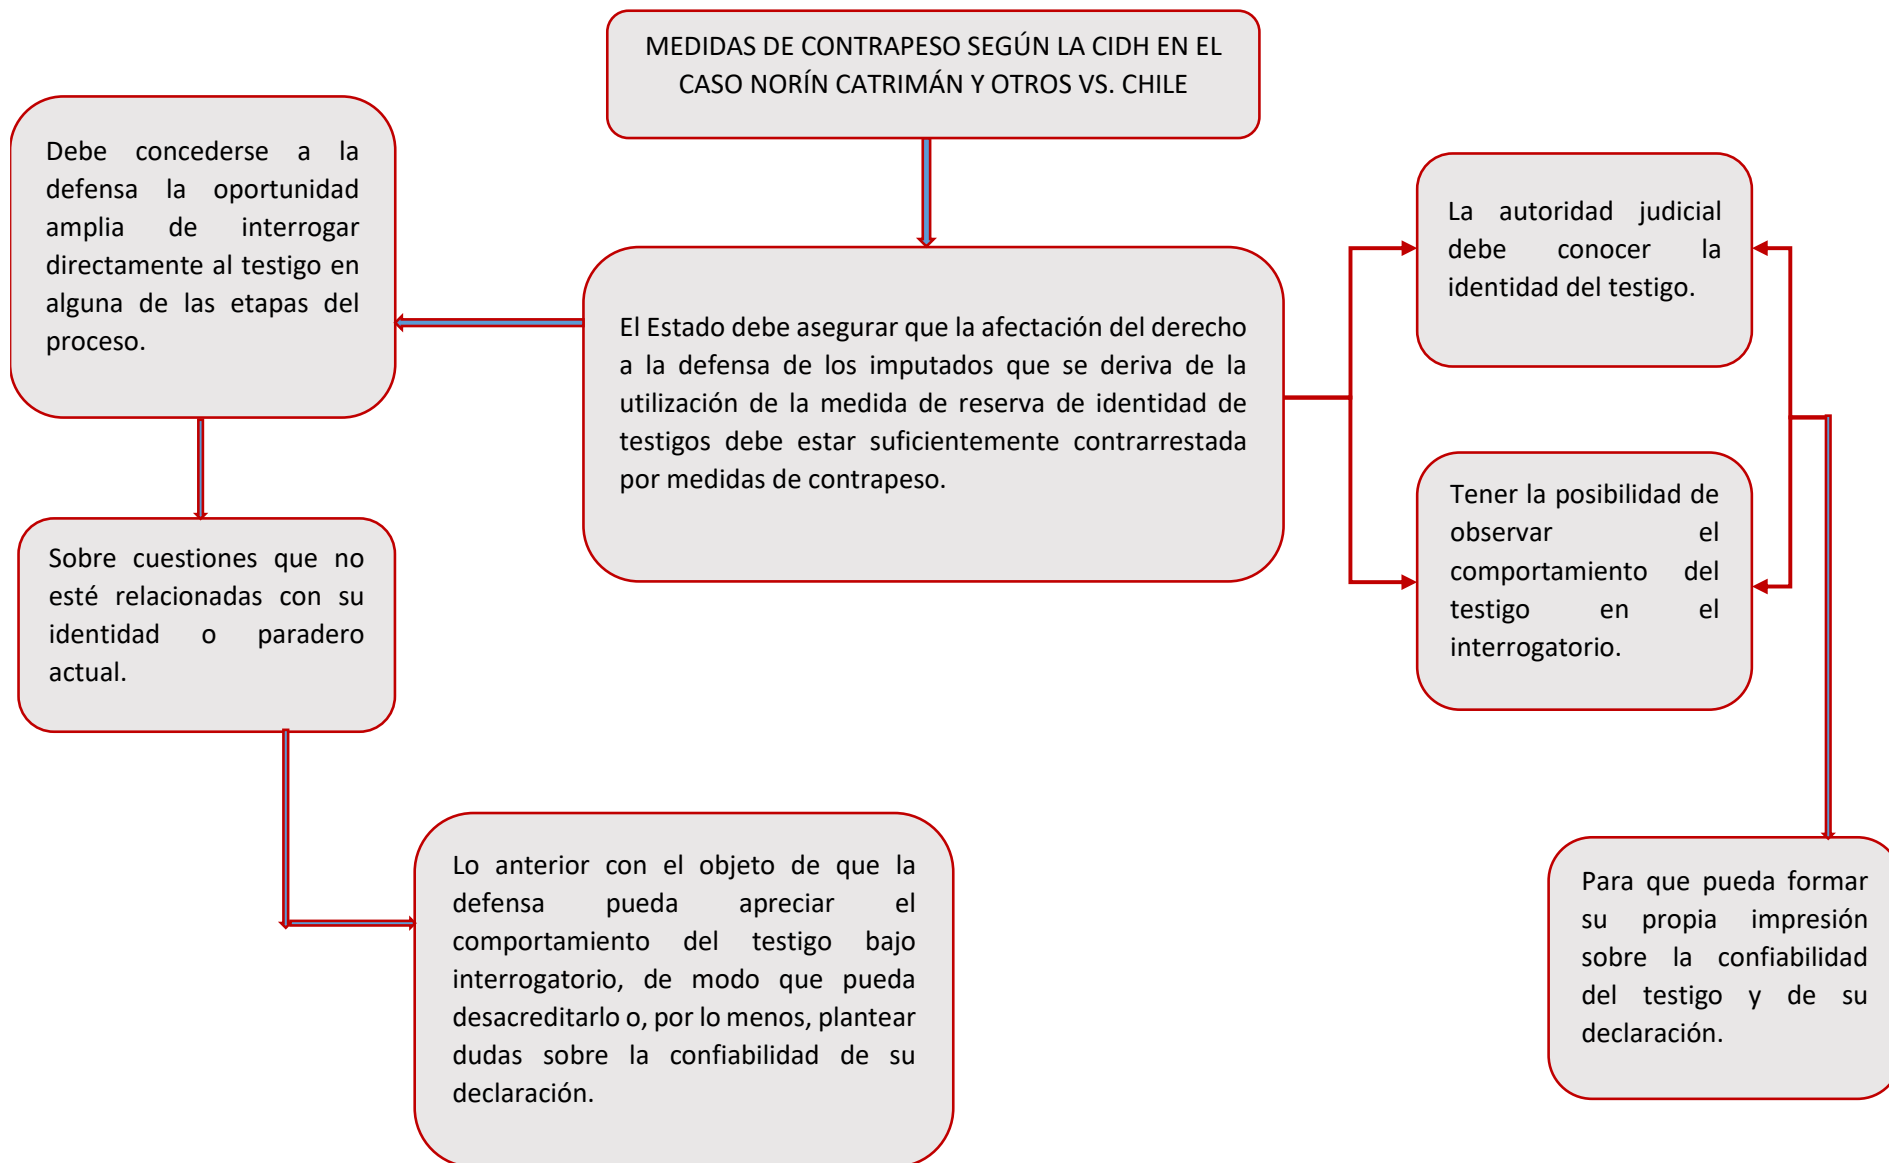 MEDIDAS DE CONTRAPESO SEGÚN LA CIDH EN EL
CASO NORÍN CATRIMÁN Y OTROS VS. CHILE
Debe concederse a la
defensa la oportunidad
amplia de interrogar
directamente al testigo en
alguna de las etapas del
proceso.
El Estado debe asegurar que la afectación del derecho
a la defensa de los imputados que se deriva de la
utilización de la medida de reserva de identidad de
testigos debe estar suficientemente contrarrestada
por medidas de contrapeso.
La autoridad judicial
debe conocer la
identidad del testigo.
Tener la posibilidad de
observar el
comportamiento del
testigo en el
interrogatorio.
Sobre cuestiones que no
esté relacionadas con su
identidad o paradero
actual.
Lo anterior con el objeto de que la
defensa pueda apreciar el
comportamiento del testigo bajo
interrogatorio, de modo que pueda
desacreditarlo o, por lo menos, plantear
dudas sobre la confiabilidad de su
declaración.
Para que pueda formar
su propia impresión
sobre la confiabilidad
del testigo y de su
declaración.